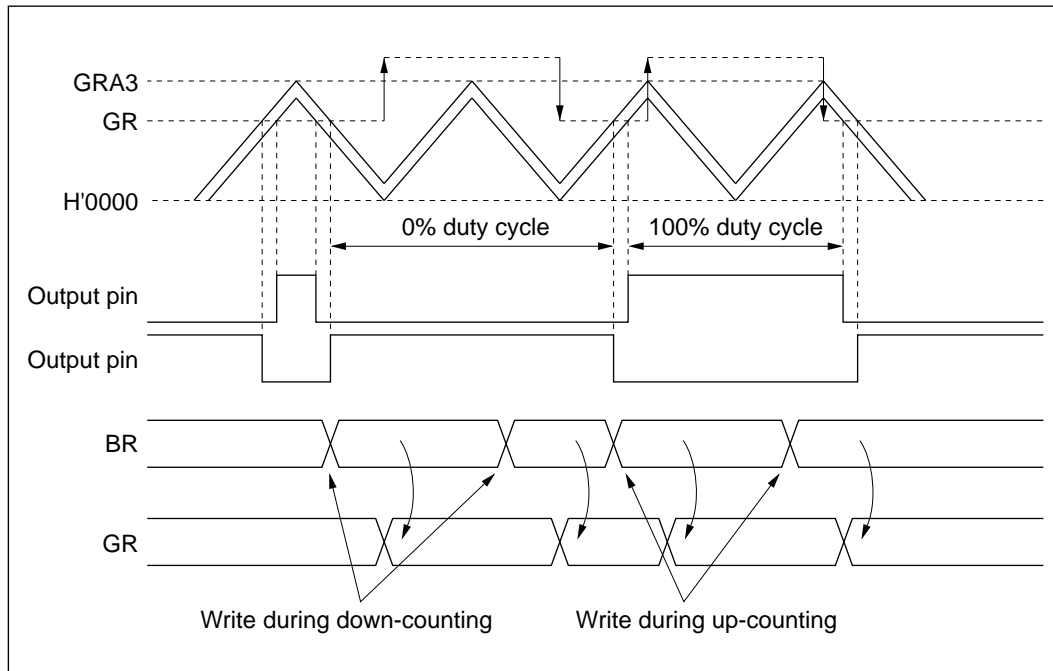 GRA3
GR
H'0000
0% duty cycle
100% duty cycle
Output pin
Output pin
BR
GR
Write during down-counting
Write during up-counting